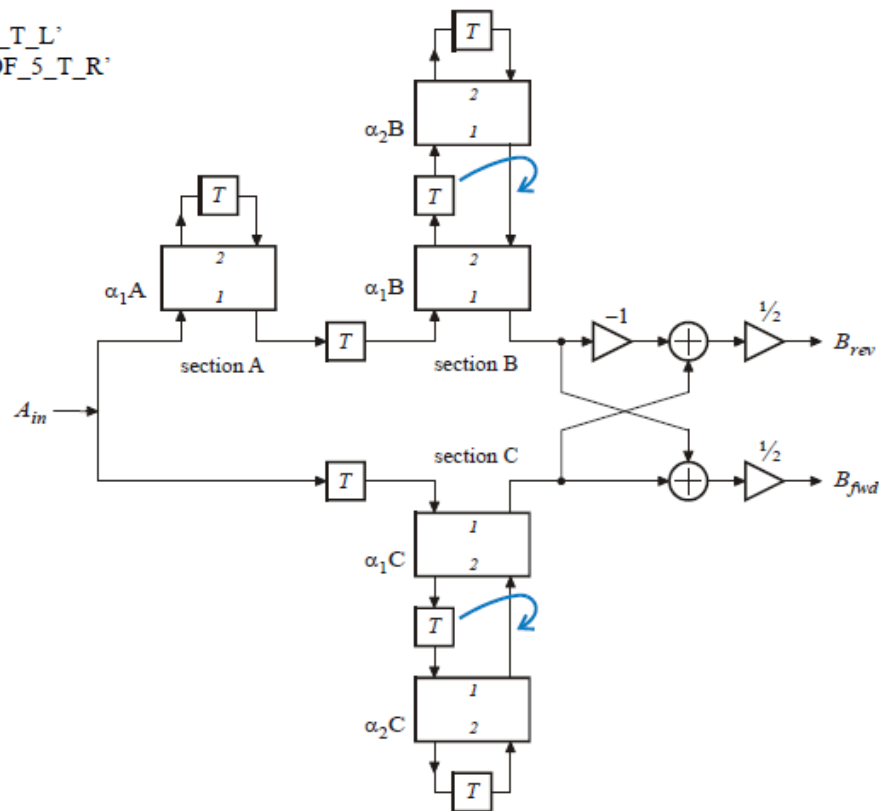 _T_L’
DF_5_T_R’
T
2
α₂B
1
T
T
2
2
α₁A
1
α₁B
1
–1
½
T
B_rev
section A
section B
A_in
section C
½
T
B_fwd
1
α₁C
2
T
1
α₂C
2
T